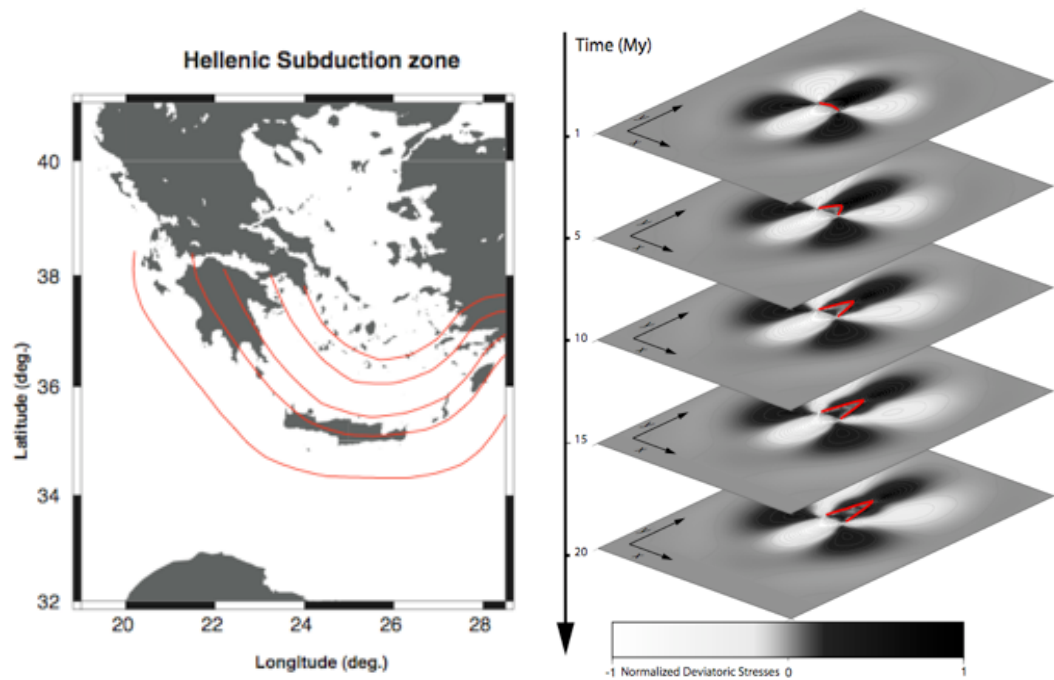 Hellenic Subduction zone
40
38
36
34
32
Latitude (deg.)
20
22
24
26
28
Longitude (deg.)
Time (My)
1
5
10
15
20
y
x
y
x
y
x
y
x
y
x
-1 Normalized Deviatoric Stresses 0 1